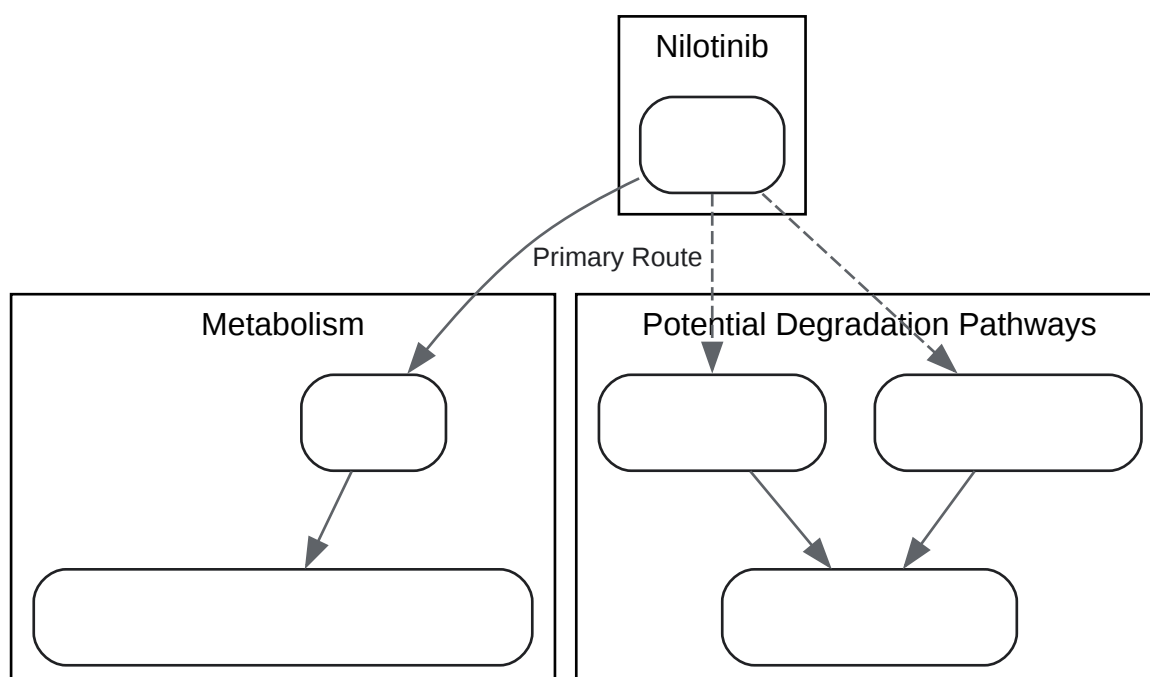 Nilotinib
Primary Route
Metabolism
Potential Degradation Pathways